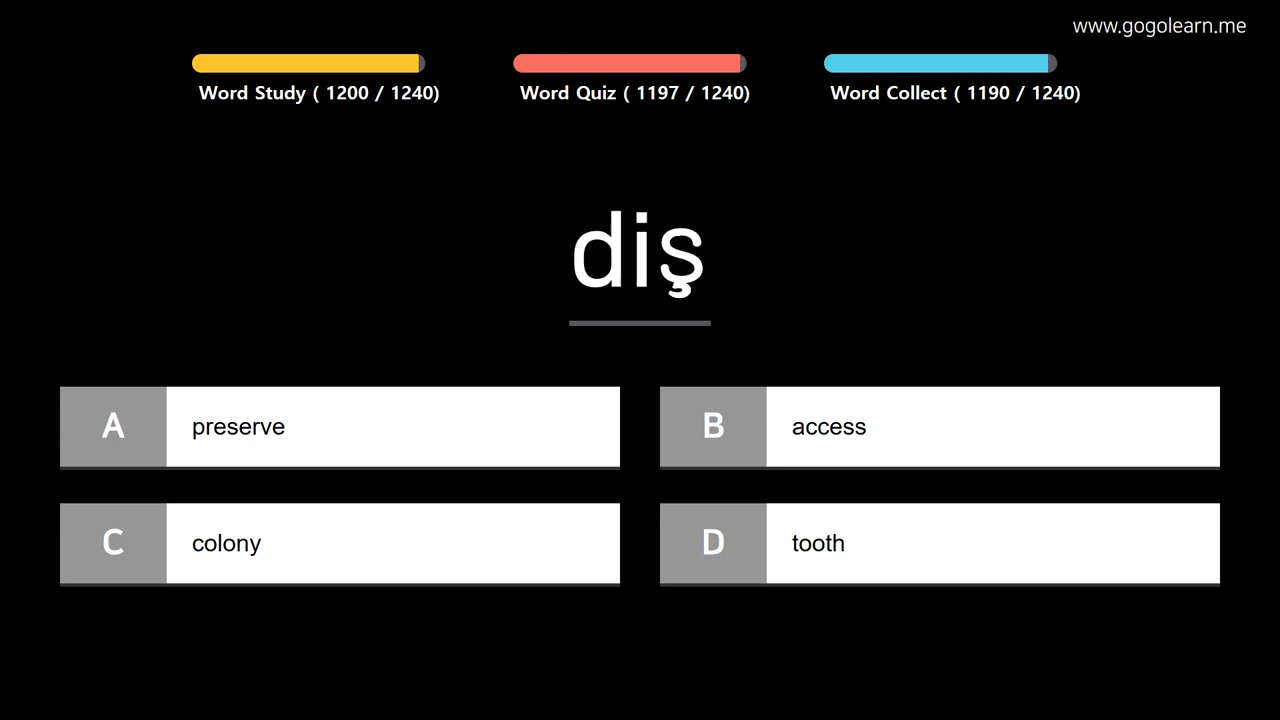 www.gogolearn.me
Word Study ( 1200 / 1240)
Word Quiz ( 1197 / 1240)
Word Collect ( 1190 / 1240)
diş
A preserve
B access
C colony
D tooth